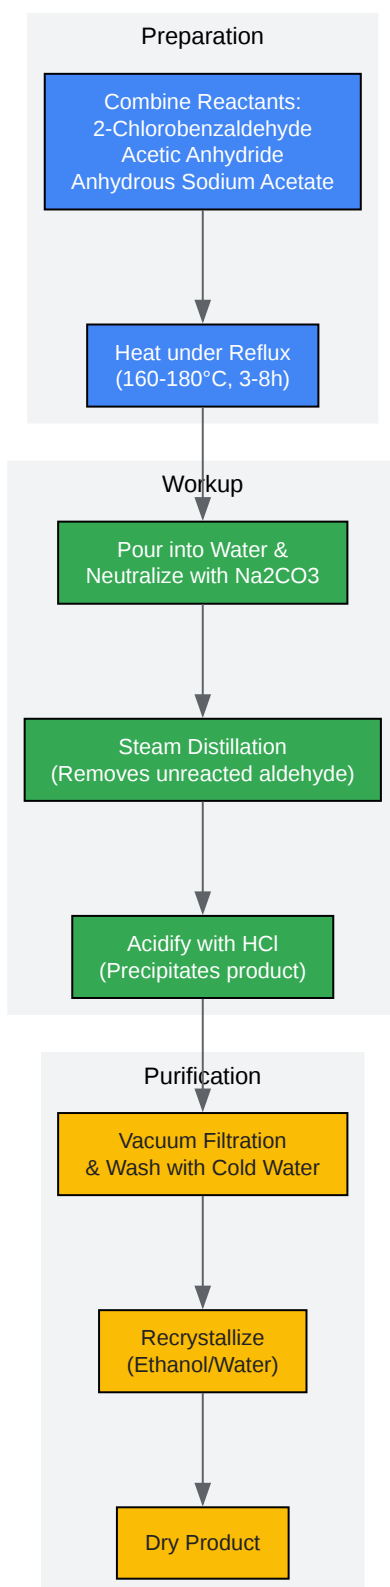 Preparation
Combine Reactants:
2-Chlorobenzaldehyde
Acetic Anhydride
Anhydrous Sodium Acetate
Heat under Reflux
(160-180°C, 3-8h)
Workup
Pour into Water &
Neutralize with Na2CO3
Steam Distillation
(Removes unreacted aldehyde)
Acidify with HCl
(Precipitates product)
Purification
Vacuum Filtration
& Wash with Cold Water
Recrystallize
(Ethanol/Water)
Dry Product